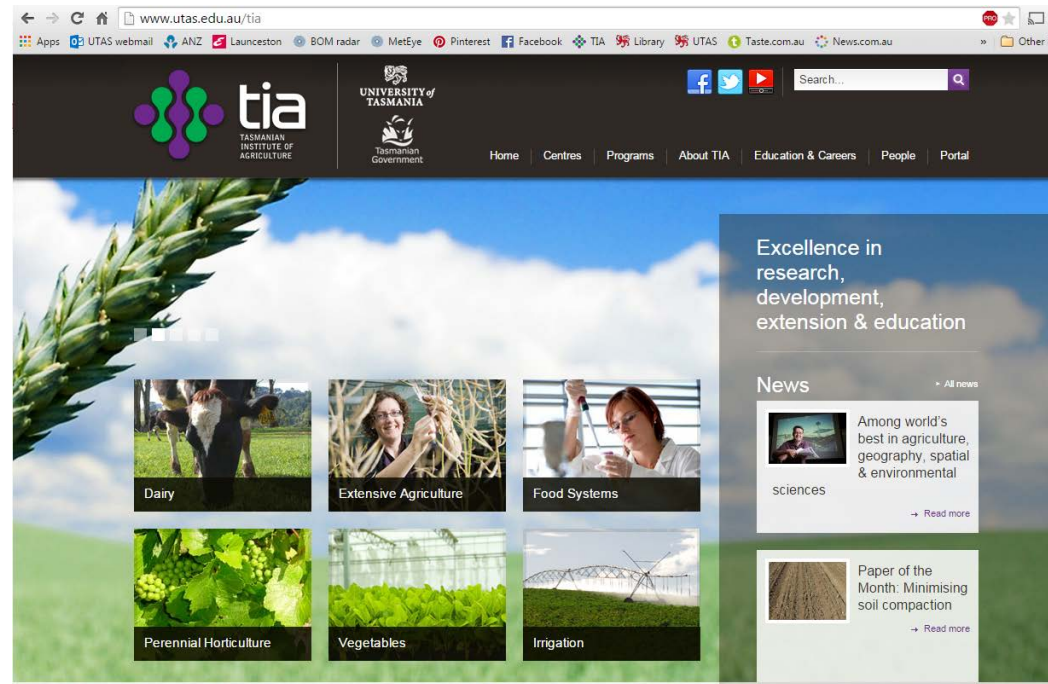 www.utas.edu.au/tia
PRO
Apps UTAS webmail ANZ Launceston BOM radar MetEye Pinterest Facebook TIA Library UTAS Taste.com.au News.com.au » Other
tia
TASMANIAN
INSTITUTE OF
AGRICULTURE
UNIVERSITY of
TASMANIA
Tasmanian
Government
Search...
Home Centres Programs About TIA Education & Careers People Portal
Excellence in
research,
development,
extension & education
News
All news
Among world's
best in agriculture,
geography, spatial
& environmental
sciences
→ Read more
Paper of the
Month: Minimising
soil compaction
→ Read more
Dairy
Extensive Agriculture
Food Systems
Perennial Horticulture
Vegetables
Irrigation